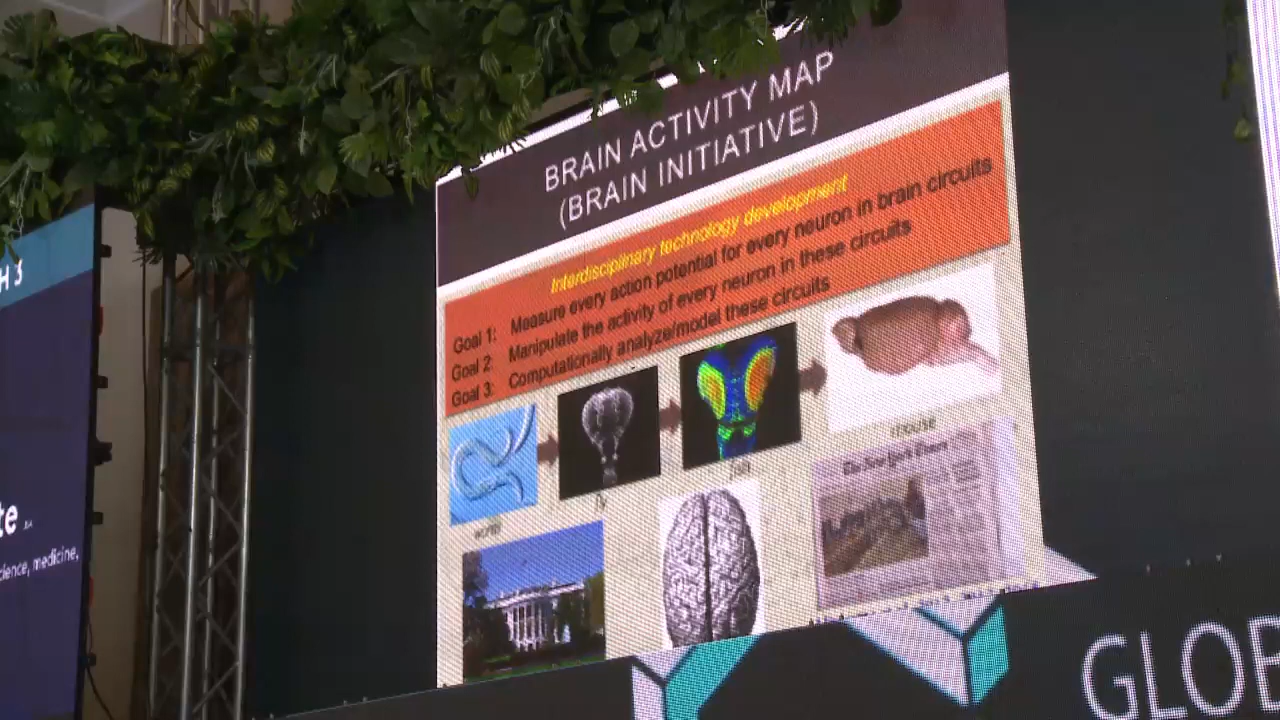 BRAIN ACTIVITY MAP
(BRAIN INITIATIVE)
Interdisciplinary technology development
Goal 1: Measure every action potential for every neuron in brain circuits
Goal 2: Manipulate the activity of every neuron in these circuits
Goal 3: Computationally analyze/model these circuits
mouse
fish
fly
The New York Times
H 3
te
cience, medicine,
GLOB